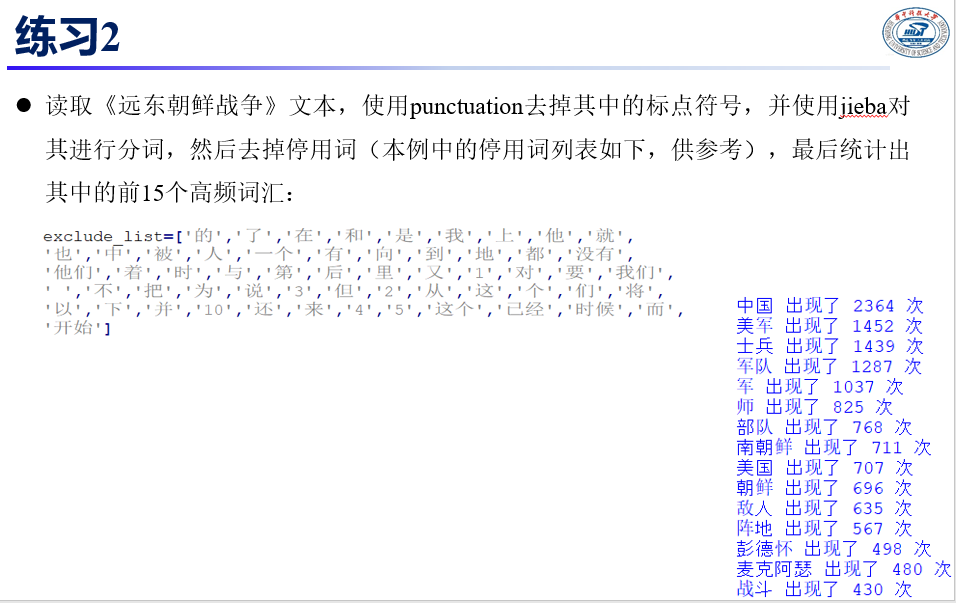 练习2
● 读取《远东朝鲜战争》文本，使用punctuation去掉其中的标点符号，并使用jieba对
其进行分词，然后去掉停用词（本例中的停用词列表如下，供参考），最后统计出
其中的前15个高频词汇：
exclude_list=['的','了','在','和','是','我','上','他','就',
'也','中','被','人','一个','有','向','到','地','都','没有',
'他们','着','时','与','第','后','里','又','1','对','要','我们',
' ','不','把','为','说','3','但','2','从','这','个','们','将',
'以','下','并','10','还','来','4','5','这个','已经','时候','而',
'开始']
中国 出现了 2364 次
美军 出现了 1452 次
士兵 出现了 1439 次
军队 出现了 1287 次
军 出现了 1037 次
师 出现了 825 次
部队 出现了 768 次
南朝鲜 出现了 711 次
美国 出现了 707 次
朝鲜 出现了 696 次
敌人 出现了 635 次
阵地 出现了 567 次
彭德怀 出现了 498 次
麦克阿瑟 出现了 480 次
战斗 出现了 430 次